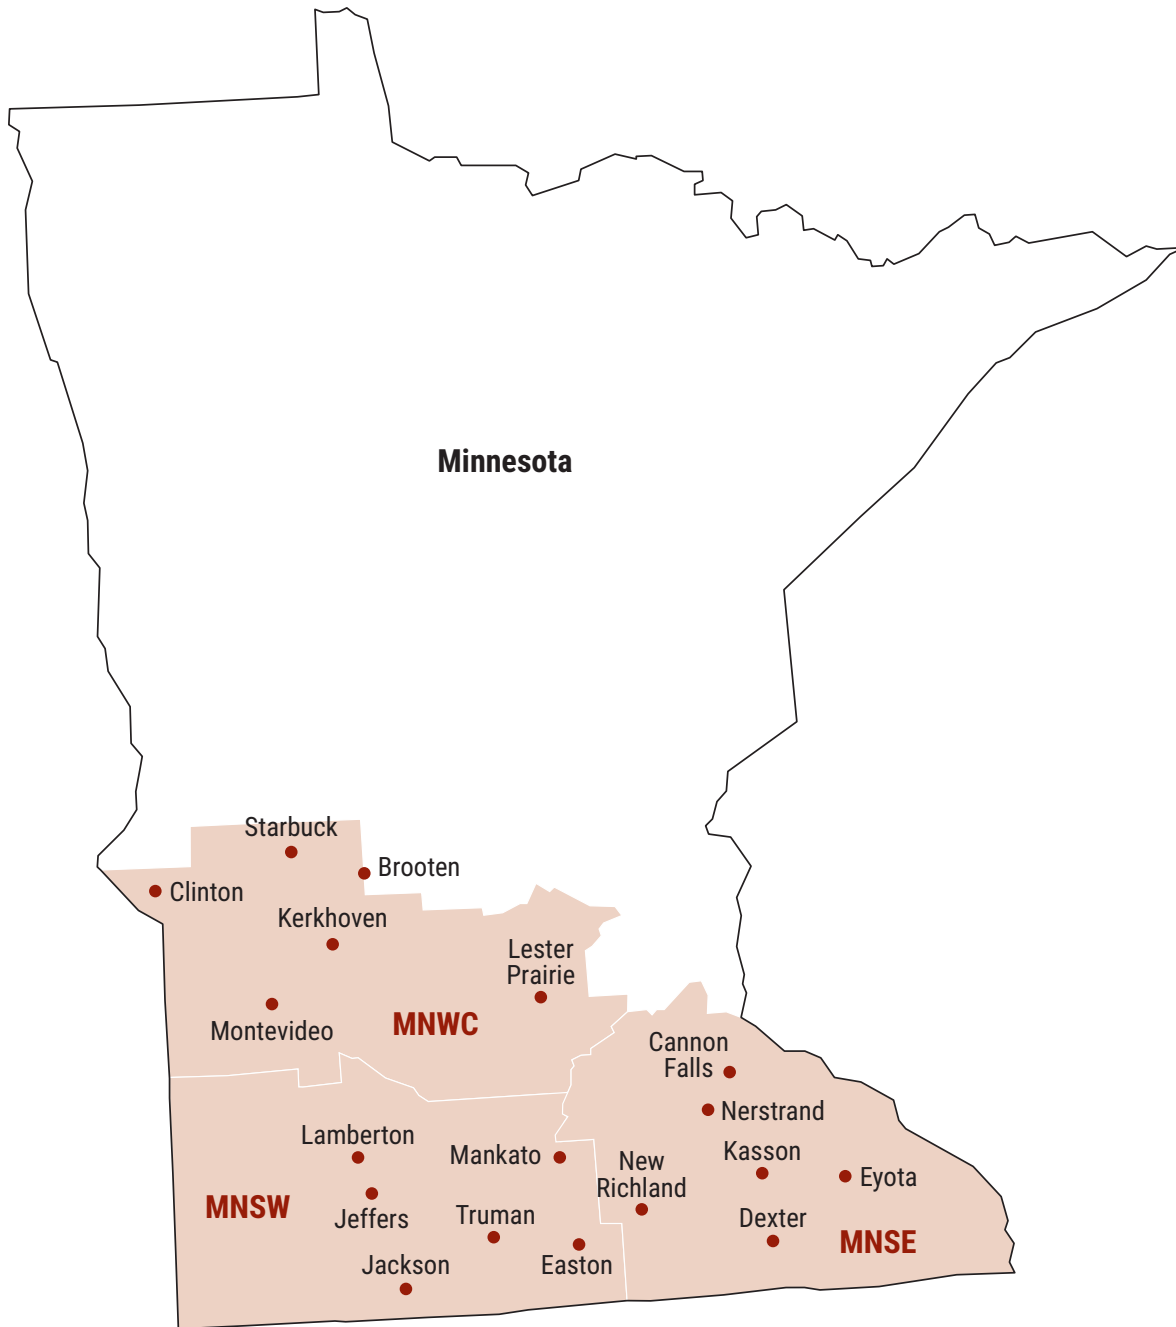 Minnesota
Starbuck
Brooten
Clinton
Kerkhoven
Lester
Prairie
Montevideo
MNWC
Cannon
Falls
Nerstrand
Lamberton
Mankato
Kasson
New
Richland
Eyota
MNSW
Jeffers
Truman
Dexter
MNSE
Jackson
Easton